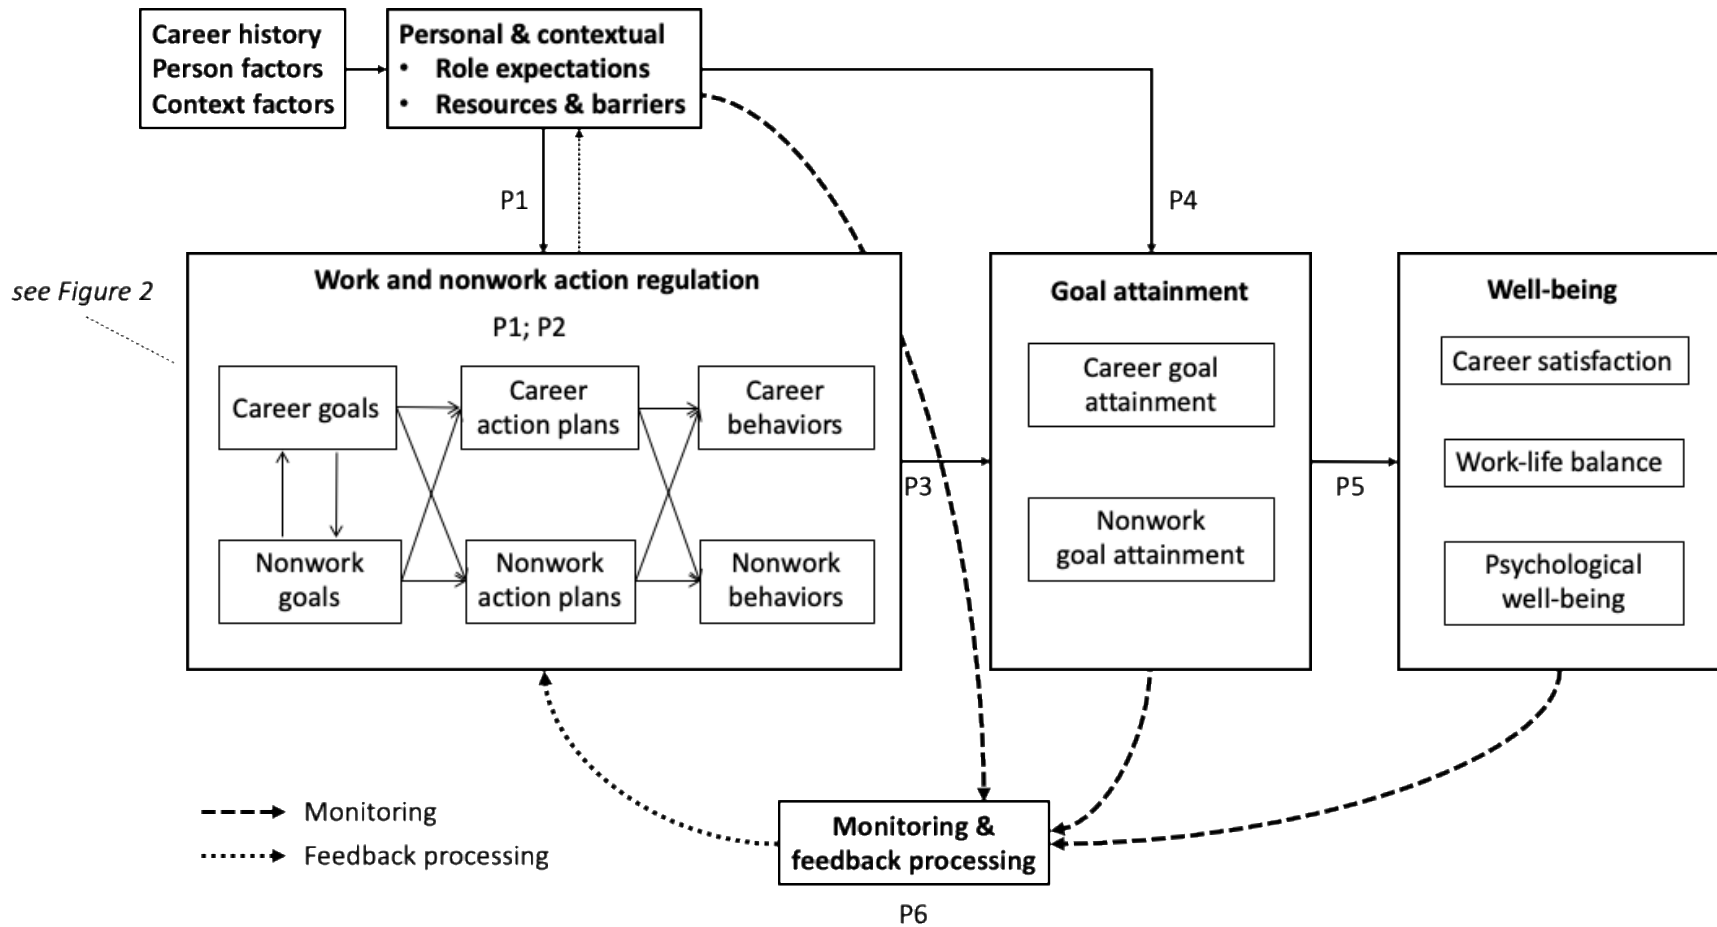 Career history
Person factors
Context factors
Personal & contextual
• Role expectations
• Resources & barriers
P1
P4
see Figure 2
Work and nonwork action regulation
P1; P2
Career goals
Career
action plans
Career
behaviors
Nonwork
goals
Nonwork
action plans
Nonwork
behaviors
P3
Goal attainment
Career goal
attainment
Nonwork
goal attainment
P5
Well-being
Career satisfaction
Work-life balance
Psychological
well-being
Monitoring
Feedback processing
Monitoring &
feedback processing
P6